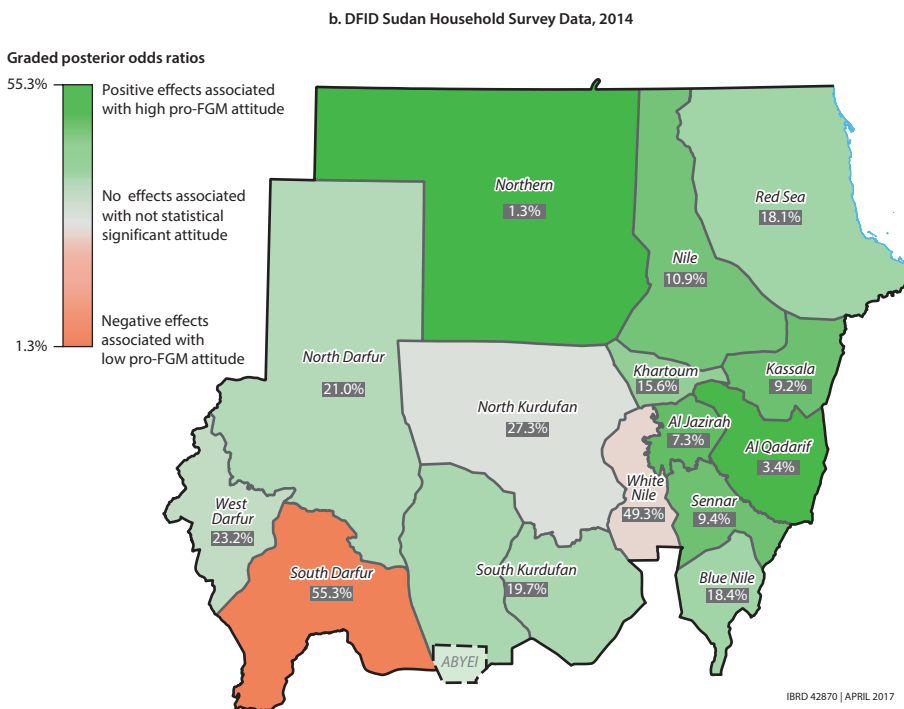 b. DFID Sudan Household Survey Data, 2014
Graded posterior odds ratios
55.3%
Positive effects associated
with high pro-FGM attitude
No effects associated
with not statistical
significant attitude
1.3%
Negative effects
associated with
low pro-FGM attitude
Northern
1.3%
Red Sea
18.1%
Nile
10.9%
North Darfur
21.0%
Khartoum
15.6%
Kassala
9.2%
North Kurdufan
27.3%
Al Jazirah
7.3%
Al Qadarif
3.4%
West
Darfur
23.2%
White
Nile
49.3%
Sennar
9.4%
South Darfur
55.3%
South Kurdufan
19.7%
Blue Nile
18.4%
ABYEI
IBRD 42870 | APRIL 2017